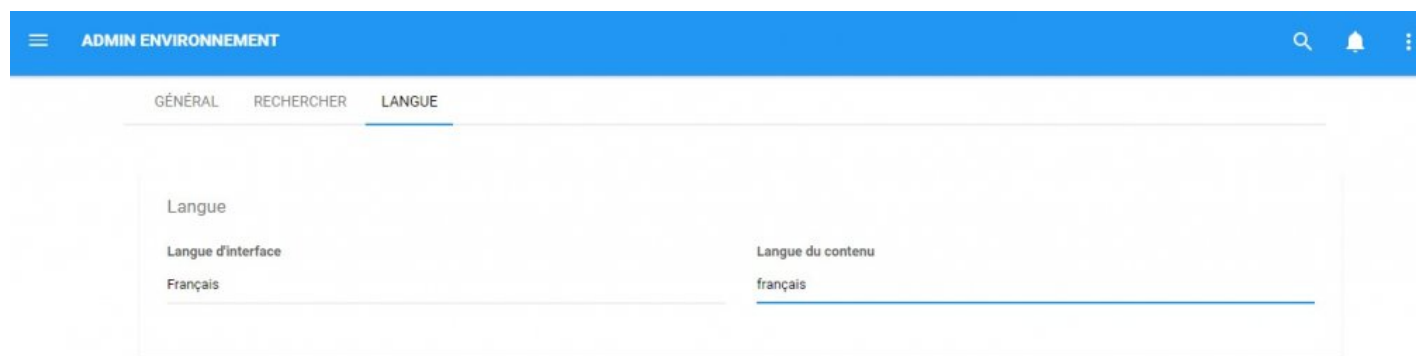 ADMIN ENVIRONNEMENT
GÉNÉRAL RECHERCHER LANGUE
Langue
Langue d'interface Langue du contenu
Français français